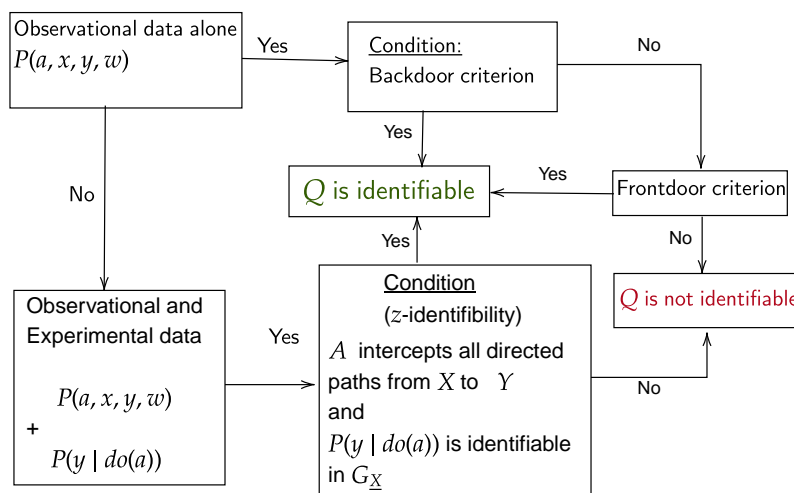 Observational data alone
P(a, x, y, w)
Yes
Condition:
Backdoor criterion
No
Yes
No
Q is identifiable
Yes
Frontdoor criterion
Yes
No
Observational and
Experimental data
P(a, x, y, w)
+
P(y | do(a))
Yes
Condition
(z-identifibility)
A intercepts all directed
paths from X to Y
and
P(y | do(a)) is identifiable
in G_X̲
No
Q is not identifiable